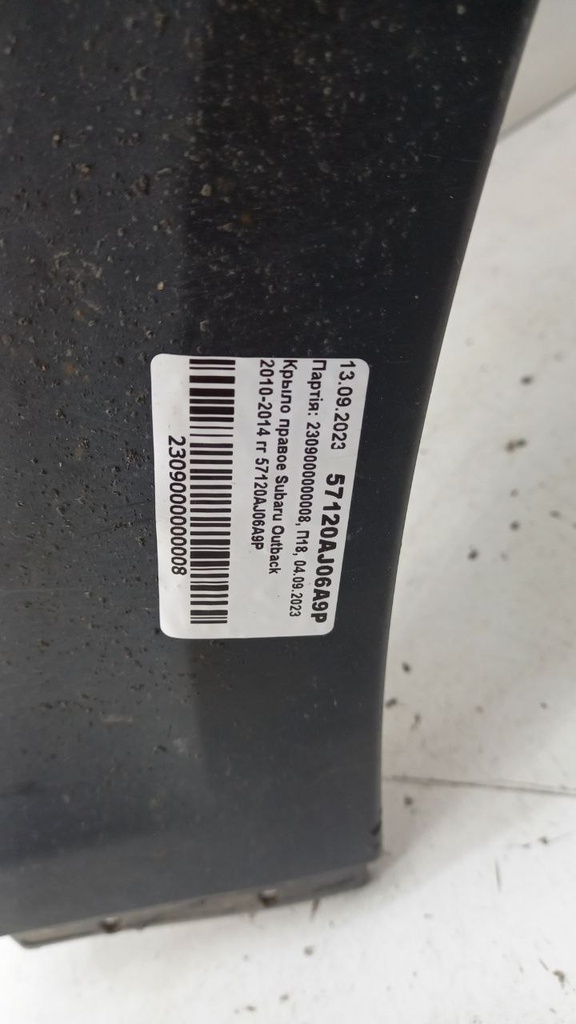 13.09.2023 57120AJ06A9P
Партія: 2309000000008, П18, 04.09.2023
Крыло правое Subaru Outback
2010-2014 гг 57120AJ06A9P
2309000000008